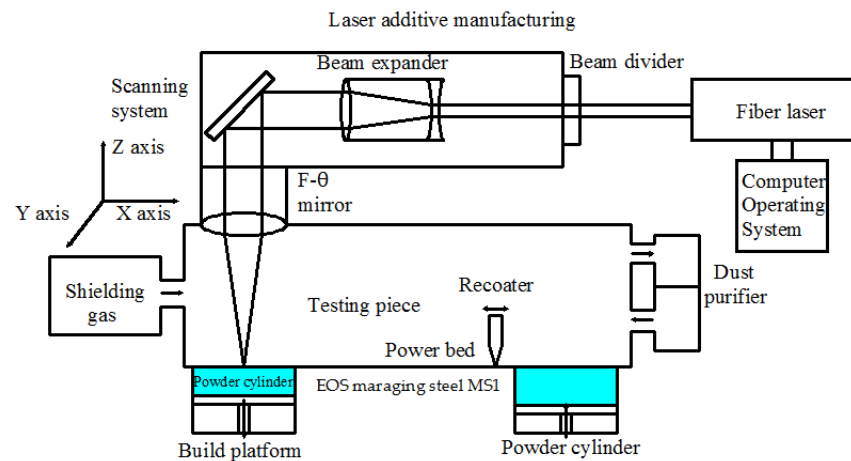 Laser additive manufacturing
Beam expander
Beam divider
Scanning
system
Fiber laser
Z axis
F-θ
mirror
Computer
Operating
System
Y axis
X axis
Shielding
gas
Testing piece
Recoater
Dust
purifier
Power bed
Powder cylinder
EOS maraging steel MS1
Build platform
Powder cylinder